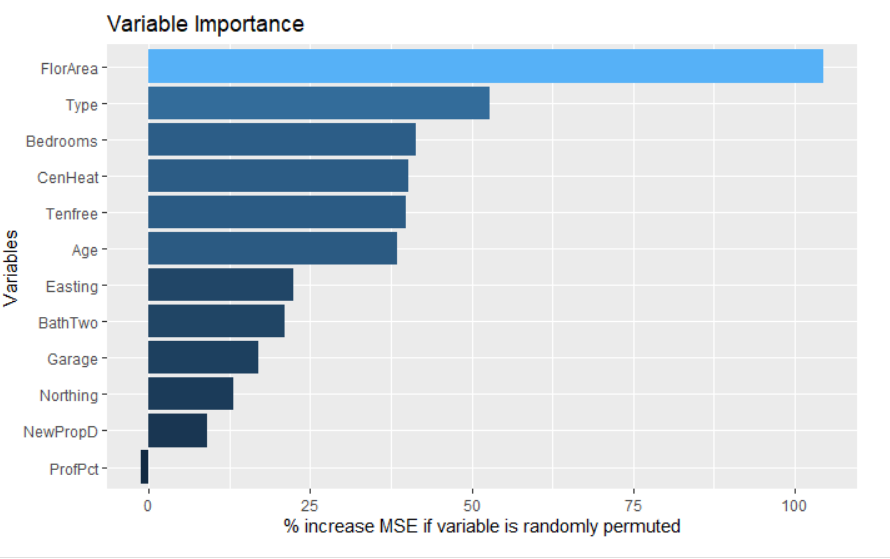 Variable Importance
FlorArea
Type
Bedrooms
CenHeat
Tenfree
Age
Easting
BathTwo
Garage
Northing
NewPropD
ProfPct
Variables
0 25 50 75 100
% increase MSE if variable is randomly permuted